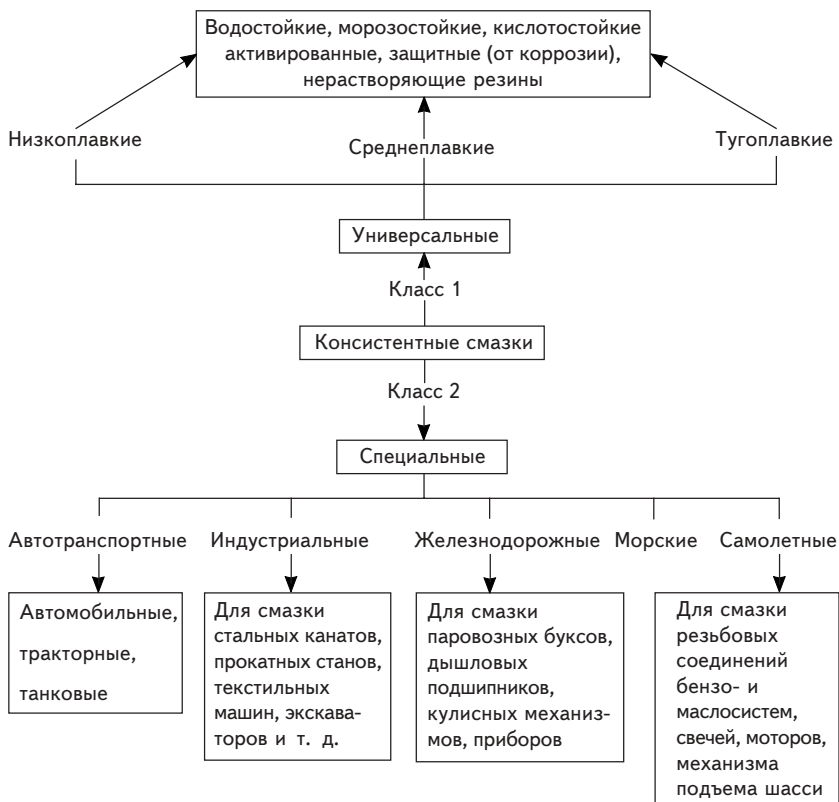 Водостойкие, морозостойкие, кислотостойкие
активированные, защитные (от коррозии),
нерастворяющие резины
Низкоплавкие
Среднеплавкие
Тугоплавкие
Универсальные
Класс 1
Консистентные смазки
Класс 2
Специальные
Автотранспортные
Индустриальные
Железнодорожные
Морские
Самолетные
Автомобильные,
тракторные,
танковые
Для смазки
стальных канатов,
прокатных станов,
текстильных
машин, экскава-
торов и т. д.
Для смазки
паровозных буксов,
дышловых
подшипников,
кулисных механиз-
мов, приборов
Для смазки
резьбовых
соединений
бензо- и
маслосистем,
свечей, моторов,
механизма
подъема шасси